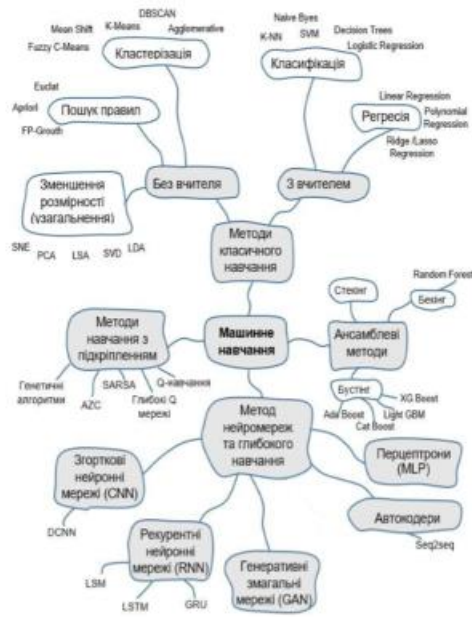 DBSCAN
Mean Shift K-Means Agglomerative
Fuzzy C-Means
Кластерізація
Naive Byes
K-NN SVM Decision Trees
Logistic Regression
Класифікація
Euclat
Apriori Пошук правил
FP-Grouth
Linear Regression
Регресія
Polynomial
Regression
Ridge /Lasso
Regression
Зменшення
розмірності
(узагальнення)
SNE PCA LSA SVD LDA
Без вчителя
З вчителем
Методи
класичного
навчання
Random Forest
Стекінг
Бекінг
Методи
навчання з
підкріпленням
Машинне
навчання
Ансамблеві
методи
Генетичні
алгоритми
AZC
SARSA
Глибокі Q
мережі
Q-навчання
Бустінг
Ada Boost
Cat Boost
Light GBM
XG Boost
Метод
нейромереж
та глибокого
навчання
Перцептрони
(MLP)
Згорткові
нейронні
мережі (CNN)
DCNN
Автокодери
Seq2seq
Рекурентні
нейронні
мережі (RNN)
LSM
LSTM
GRU
Генеративні
змагальні
мережі (GAN)